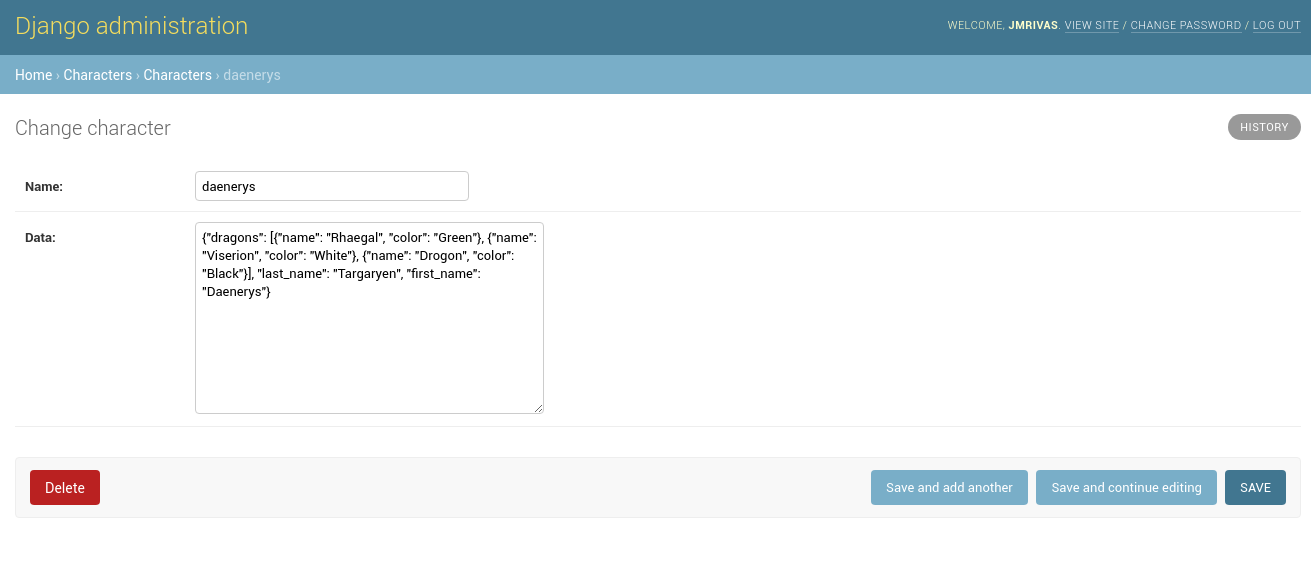 Django administration
WELCOME, JMRIVAS. VIEW SITE / CHANGE PASSWORD / LOG OUT
Home › Characters › Characters › daenerys
Change character
HISTORY
Name:
daenerys
Data:
{"dragons": [{"name": "Rhaegal", "color": "Green"}, {"name":
"Viserion", "color": "White"}, {"name": "Drogon", "color":
"Black"}], "last_name": "Targaryen", "first_name":
"Daenerys"}
Delete
Save and add another
Save and continue editing
SAVE